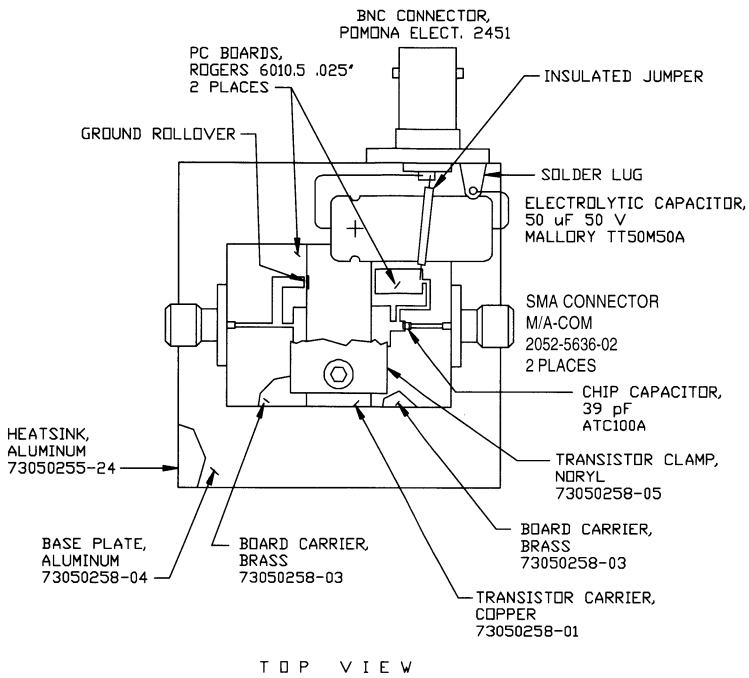 BNC CONNECTOR,
POMONA ELECT. 2451
PC BOARDS,
ROGERS 6010.5 .025"
2 PLACES
INSULATED JUMPER
GROUND ROLLOVER
SOLDER LUG
ELECTROLYTIC CAPACITOR,
50 uF 50 V
MALLORY TT50M50A
SMA CONNECTOR
M/A-COM
2052-5636-02
2 PLACES
CHIP CAPACITOR,
39 pF
ATC100A
HEATSINK,
ALUMINUM
73050255-24
TRANSISTOR CLAMP,
NORYL
73050258-05
BASE PLATE,
ALUMINUM
73050258-04
BOARD CARRIER,
BRASS
73050258-03
BOARD CARRIER,
BRASS
73050258-03
TRANSISTOR CARRIER,
COPPER
73050258-01
TOP VIEW